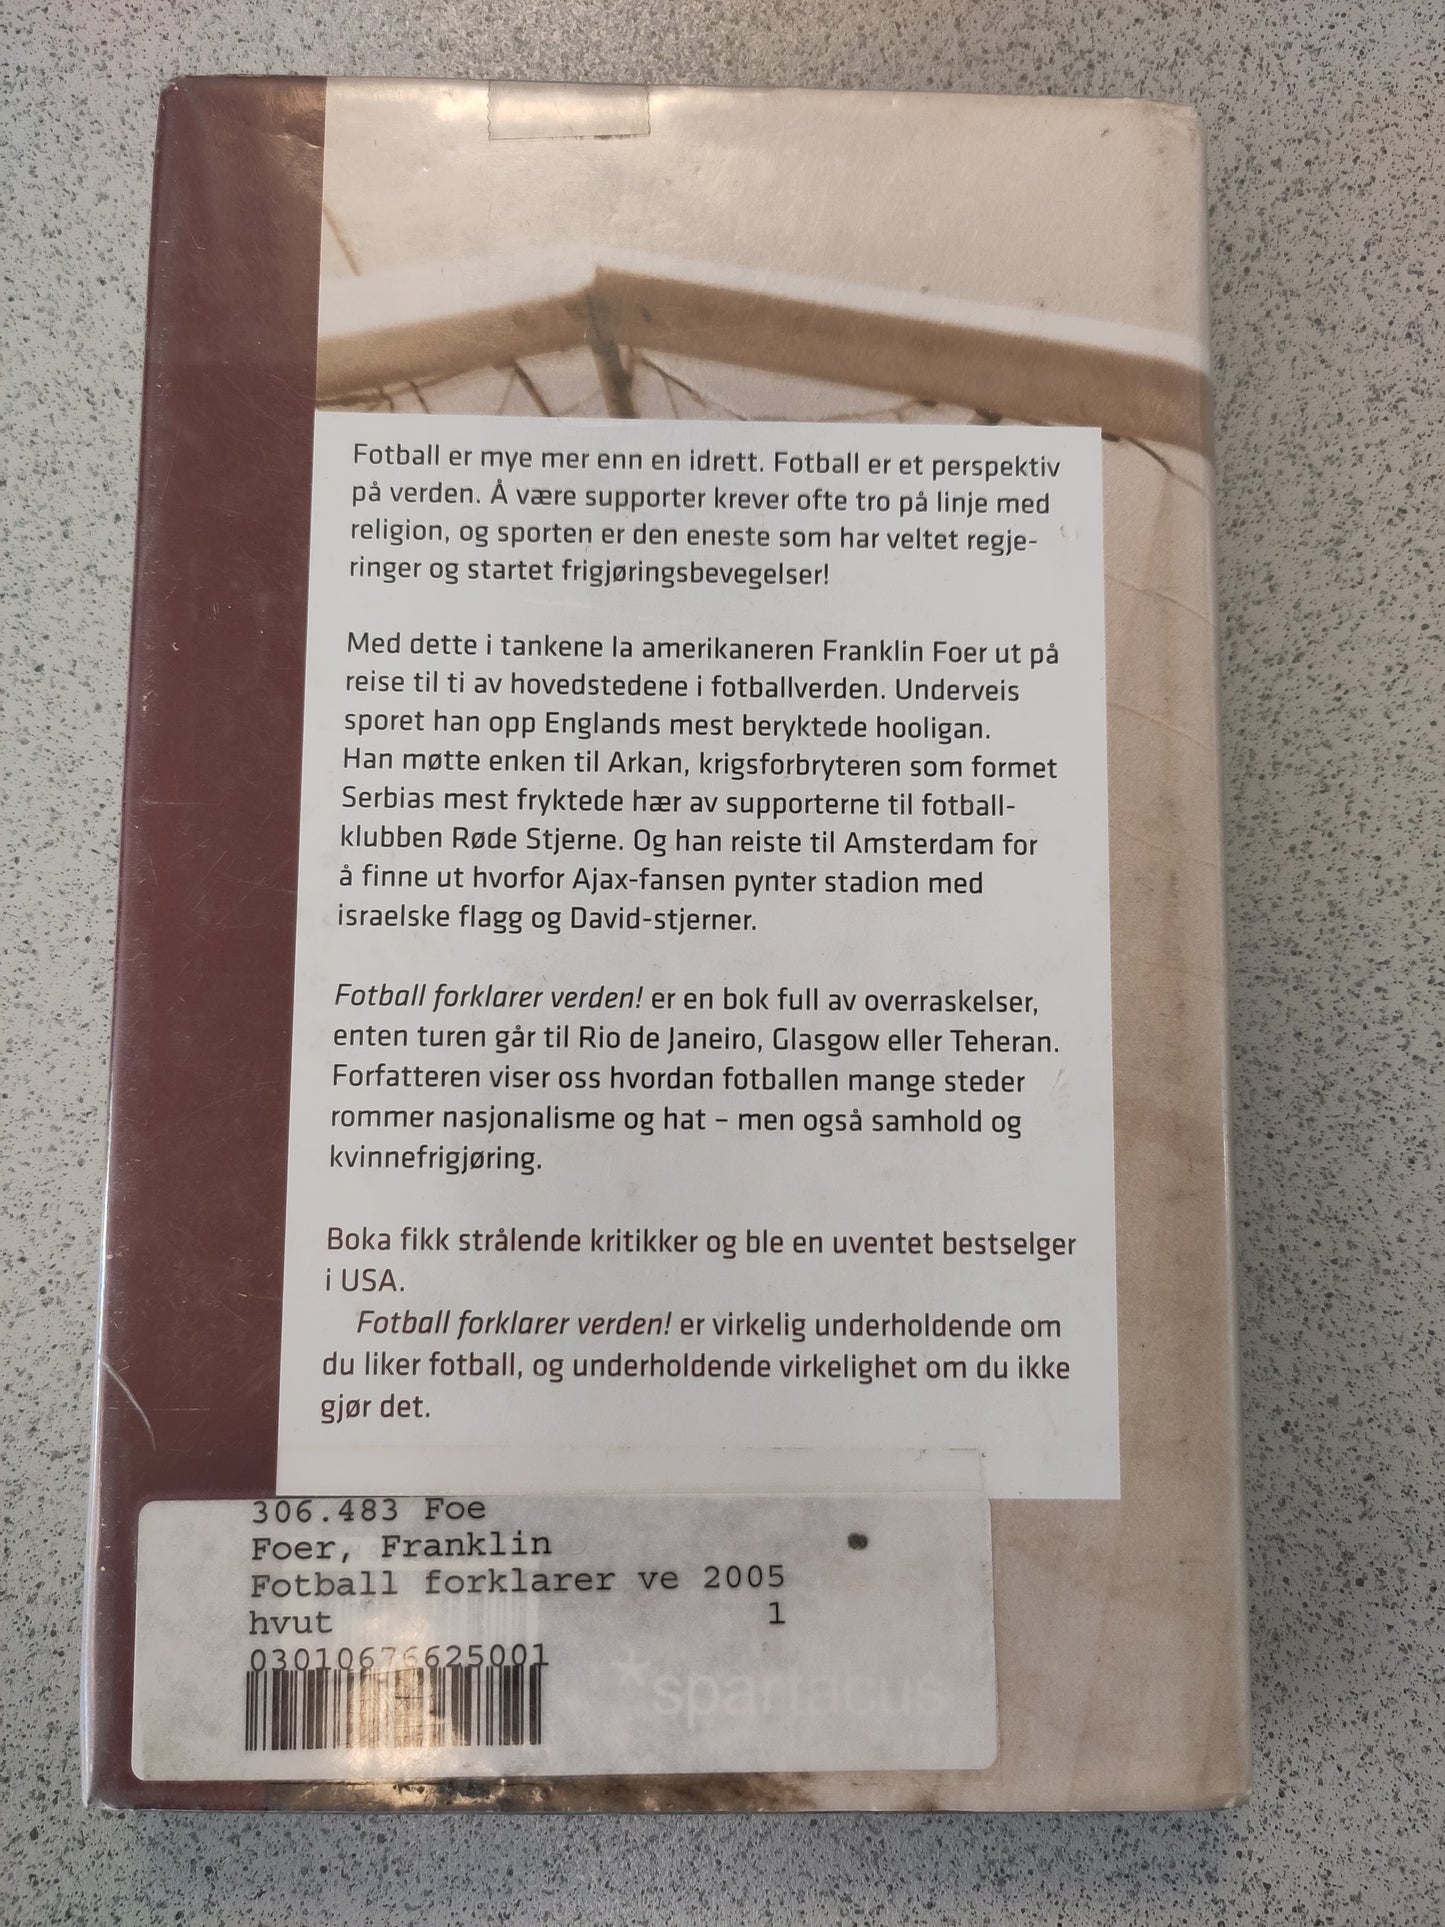 Fotball er mye mer enn en idrett. Fotball er et perspektiv
på verden. Å være supporter krever ofte tro på linje med
religion, og sporten er den eneste som har veltet regje-
ringer og startet frigjøringsbevegelser!
Med dette i tankene la amerikaneren Franklin Foer ut på
reise til ti av hovedstedene i fotballverden. Underveis
sporet han opp Englands mest beryktede hooligan.
Han møtte enken til Arkan, krigsforbryteren som formet
Serbias mest fryktede hær av supporterne til fotball-
klubben Røde Stjerne. Og han reiste til Amsterdam for
å finne ut hvorfor Ajax-fansen pynter stadion med
israelske flagg og David-stjerner.
Fotball forklarer verden! er en bok full av overraskelser,
enten turen går til Rio de Janeiro, Glasgow eller Teheran.
Forfatteren viser oss hvordan fotballen mange steder
rommer nasjonalisme og hat – men også samhold og
kvinnefrigjøring.
Boka fikk strålende kritikker og ble en uventet bestselger
i USA.
Fotball forklarer verden! er virkelig underholdende om
du liker fotball, og underholdende virkelighet om du ikke
gjør det.
306.483 Foe
Foer, Franklin
Fotball forklarer ve 2005
hvut 1
03010676625001
*spartacus